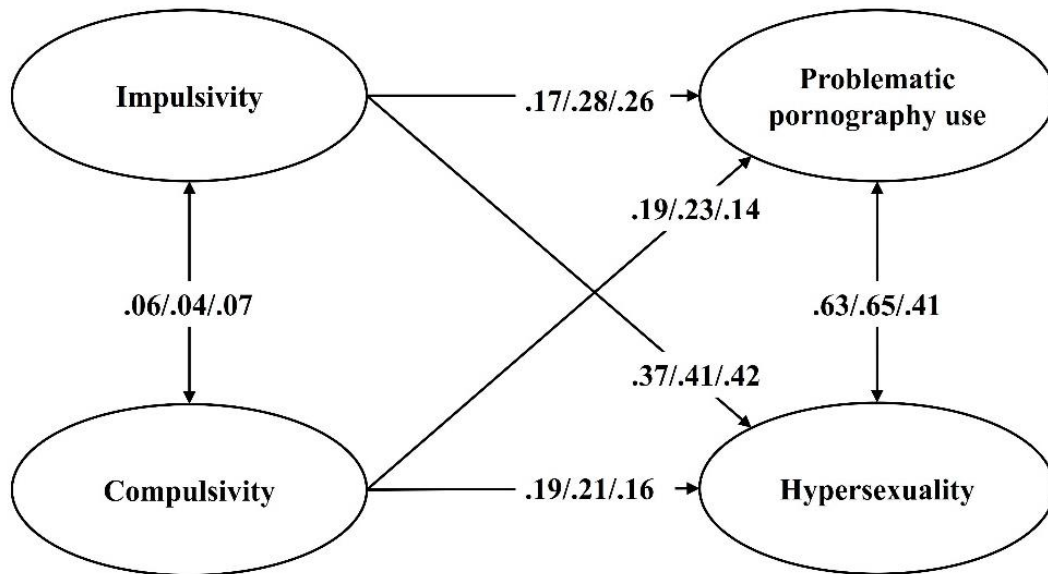 Impulsivity
.17/.28/.26
Problematic
pornography use
.19/.23/.14
.06/.04/.07
.63/.65/.41
.37/.41/.42
Compulsivity
.19/.21/.16
Hypersexuality